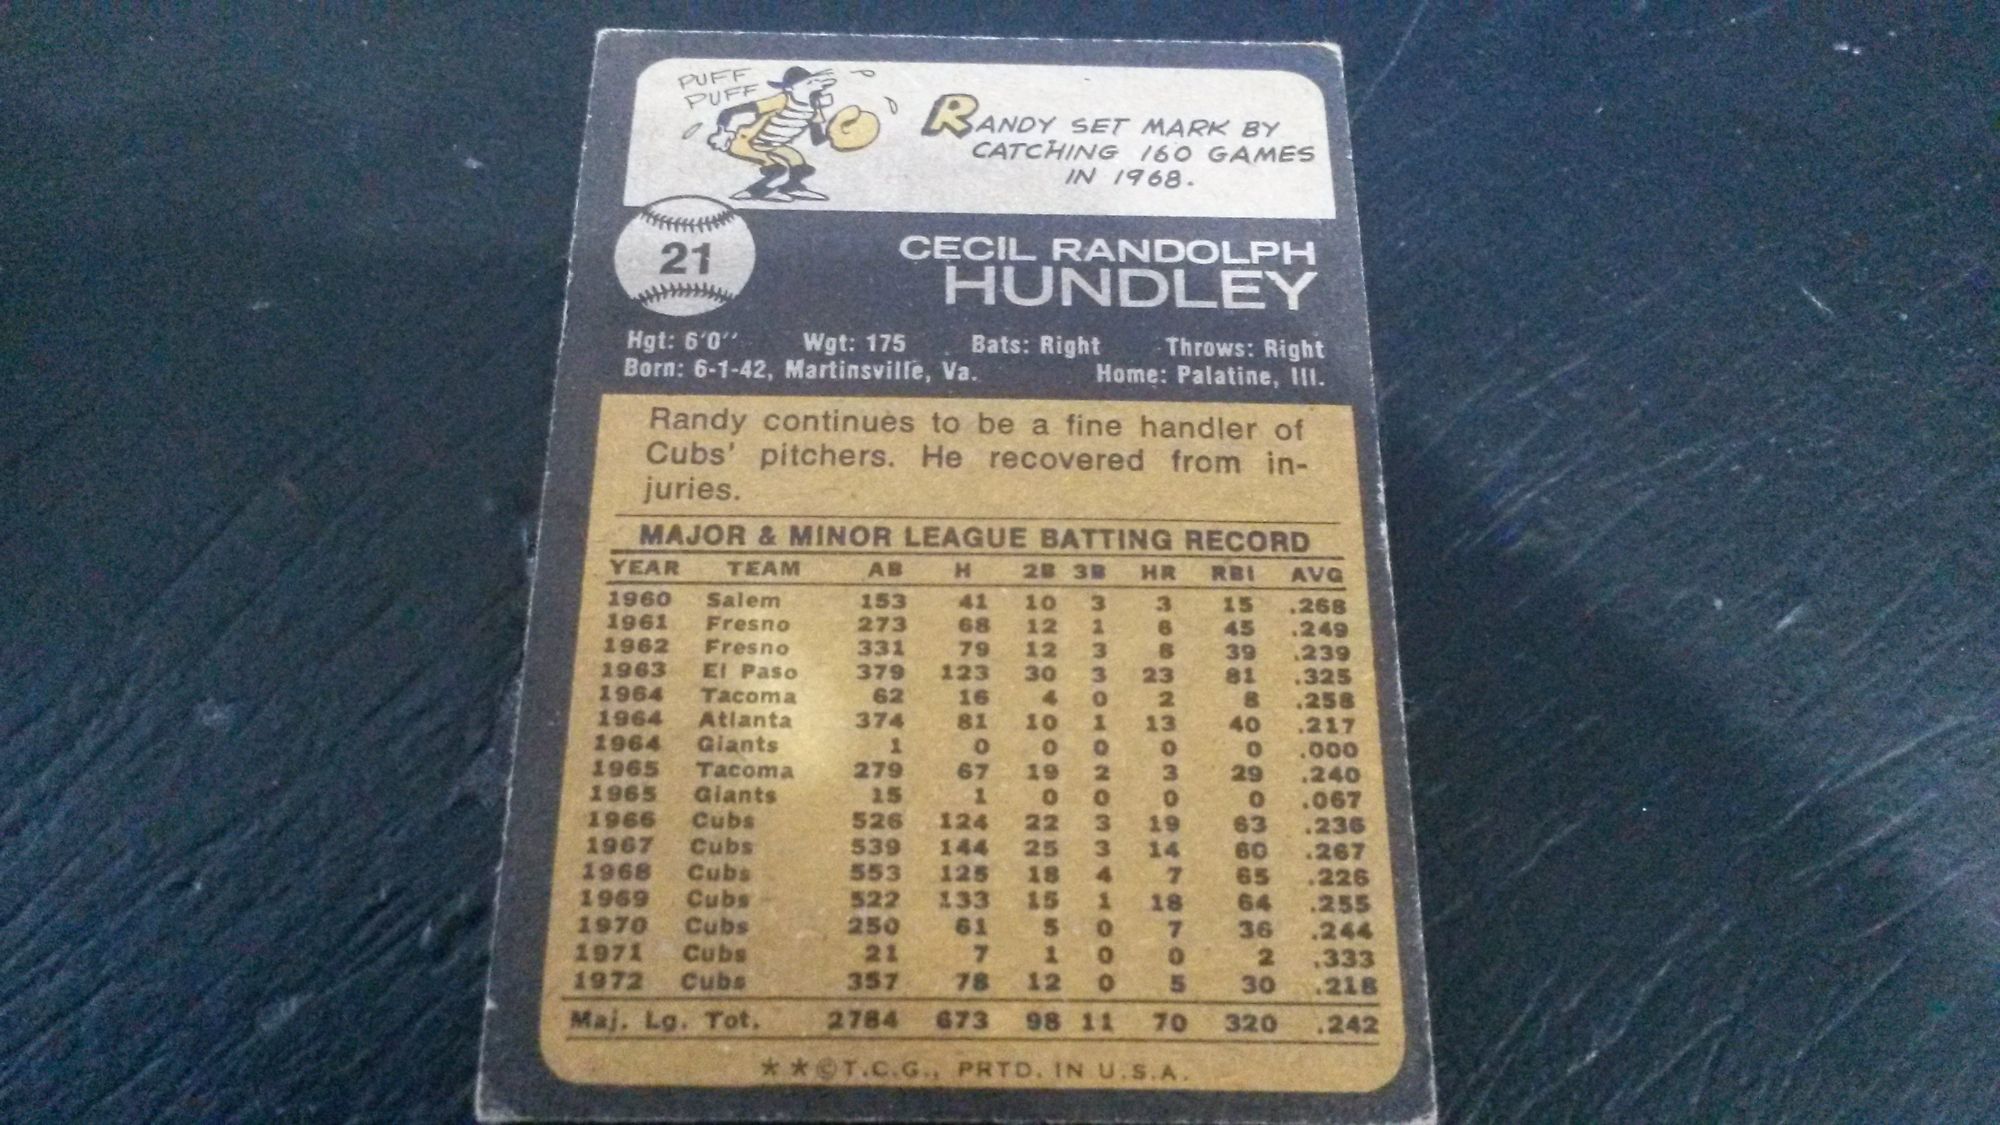 PUFF
PUFF
RANDY SET MARK BY
CATCHING 160 GAMES
IN 1968.
21
CECIL RANDOLPH
HUNDLEY
Hgt: 6'0'' Wgt: 175 Bats: Right Throws: Right
Born: 6-1-42, Martinsville, Va. Home: Palatine, Ill.
Randy continues to be a fine handler of
Cubs' pitchers. He recovered from in-
juries.
MAJOR & MINOR LEAGUE BATTING RECORD
YEAR TEAM AB H 2B 3B HR RBI AVG
1960 Salem 153 41 10 3 3 15 .268
1961 Fresno 273 68 12 1 6 45 .249
1962 Fresno 331 79 12 3 8 39 .239
1963 El Paso 379 123 30 3 23 81 .325
1964 Tacoma 62 16 4 0 2 8 .258
1964 Atlanta 374 81 10 1 13 40 .217
1964 Giants 1 0 0 0 0 0 .000
1965 Tacoma 279 67 19 2 3 29 .240
1965 Giants 15 1 0 0 0 0 .067
1966 Cubs 526 124 22 3 19 63 .236
1967 Cubs 539 144 25 3 14 60 .267
1968 Cubs 553 125 18 4 7 65 .226
1969 Cubs 522 133 15 1 18 64 .255
1970 Cubs 250 61 5 0 7 36 .244
1971 Cubs 21 7 1 0 0 2 .333
1972 Cubs 357 78 12 0 5 30 .218
Maj. Lg. Tot. 2784 673 98 11 70 320 .242
**©T.C.G., PRTD. IN U.S.A.